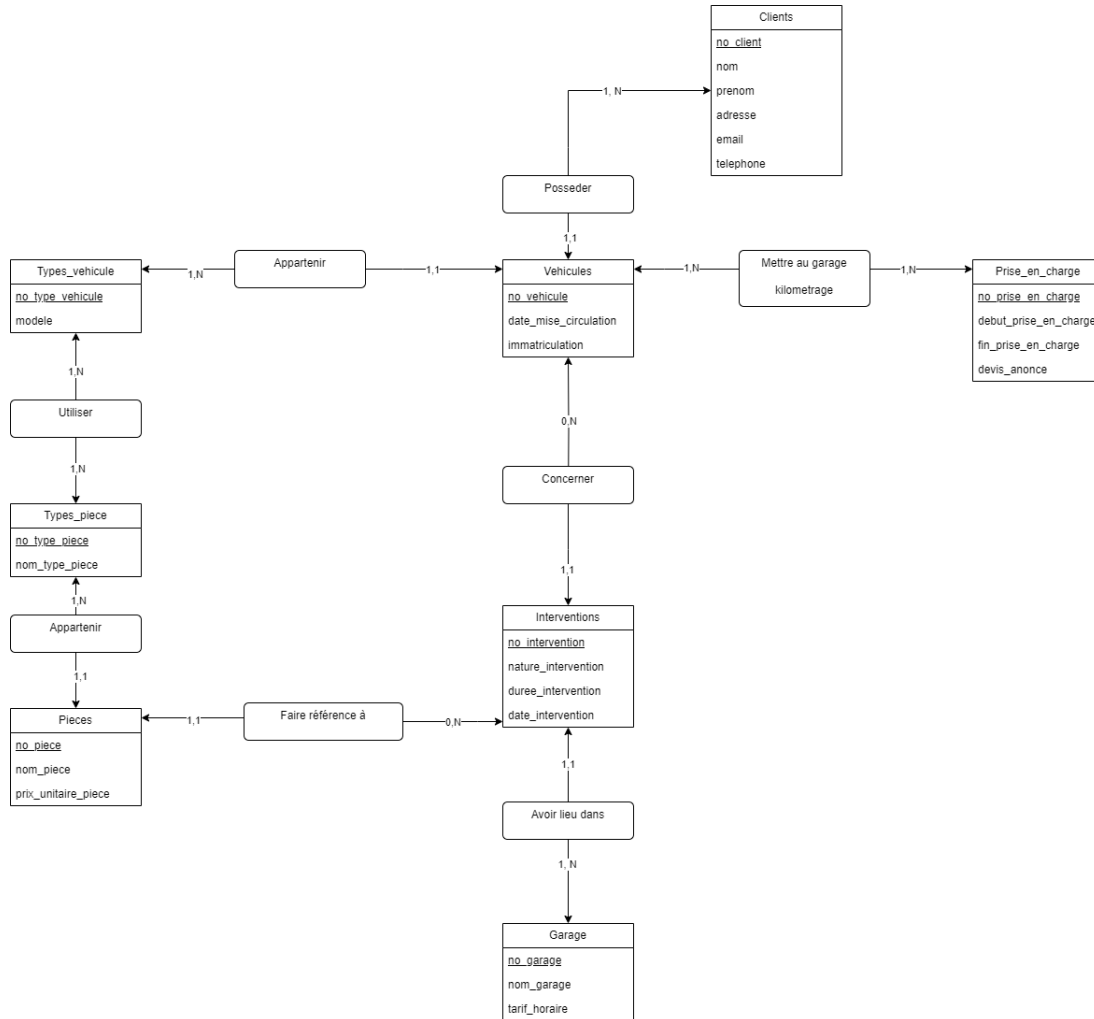 Clients
no_client
nom
prenom
adresse
email
telephone
1, N
Posseder
1,1
Types_vehicule
no_type_vehicule
modele
1,N
Appartenir
1,1
Vehicules
no_vehicule
date_mise_circulation
immatriculation
1,N
Mettre au garage
kilometrage
1,N
Prise_en_charge
no_prise_en_charge
debut_prise_en_charge
fin_prise_en_charge
devis_anonce
1,N
Utiliser
1,N
0,N
Concerner
1,1
Types_piece
no_type_piece
nom_type_piece
1,N
Appartenir
1,1
Interventions
no_intervention
nature_intervention
duree_intervention
date_intervention
Pieces
no_piece
nom_piece
prix_unitaire_piece
1,1
Faire référence à
0,N
1,1
Avoir lieu dans
1, N
Garage
no_garage
nom_garage
tarif_horaire